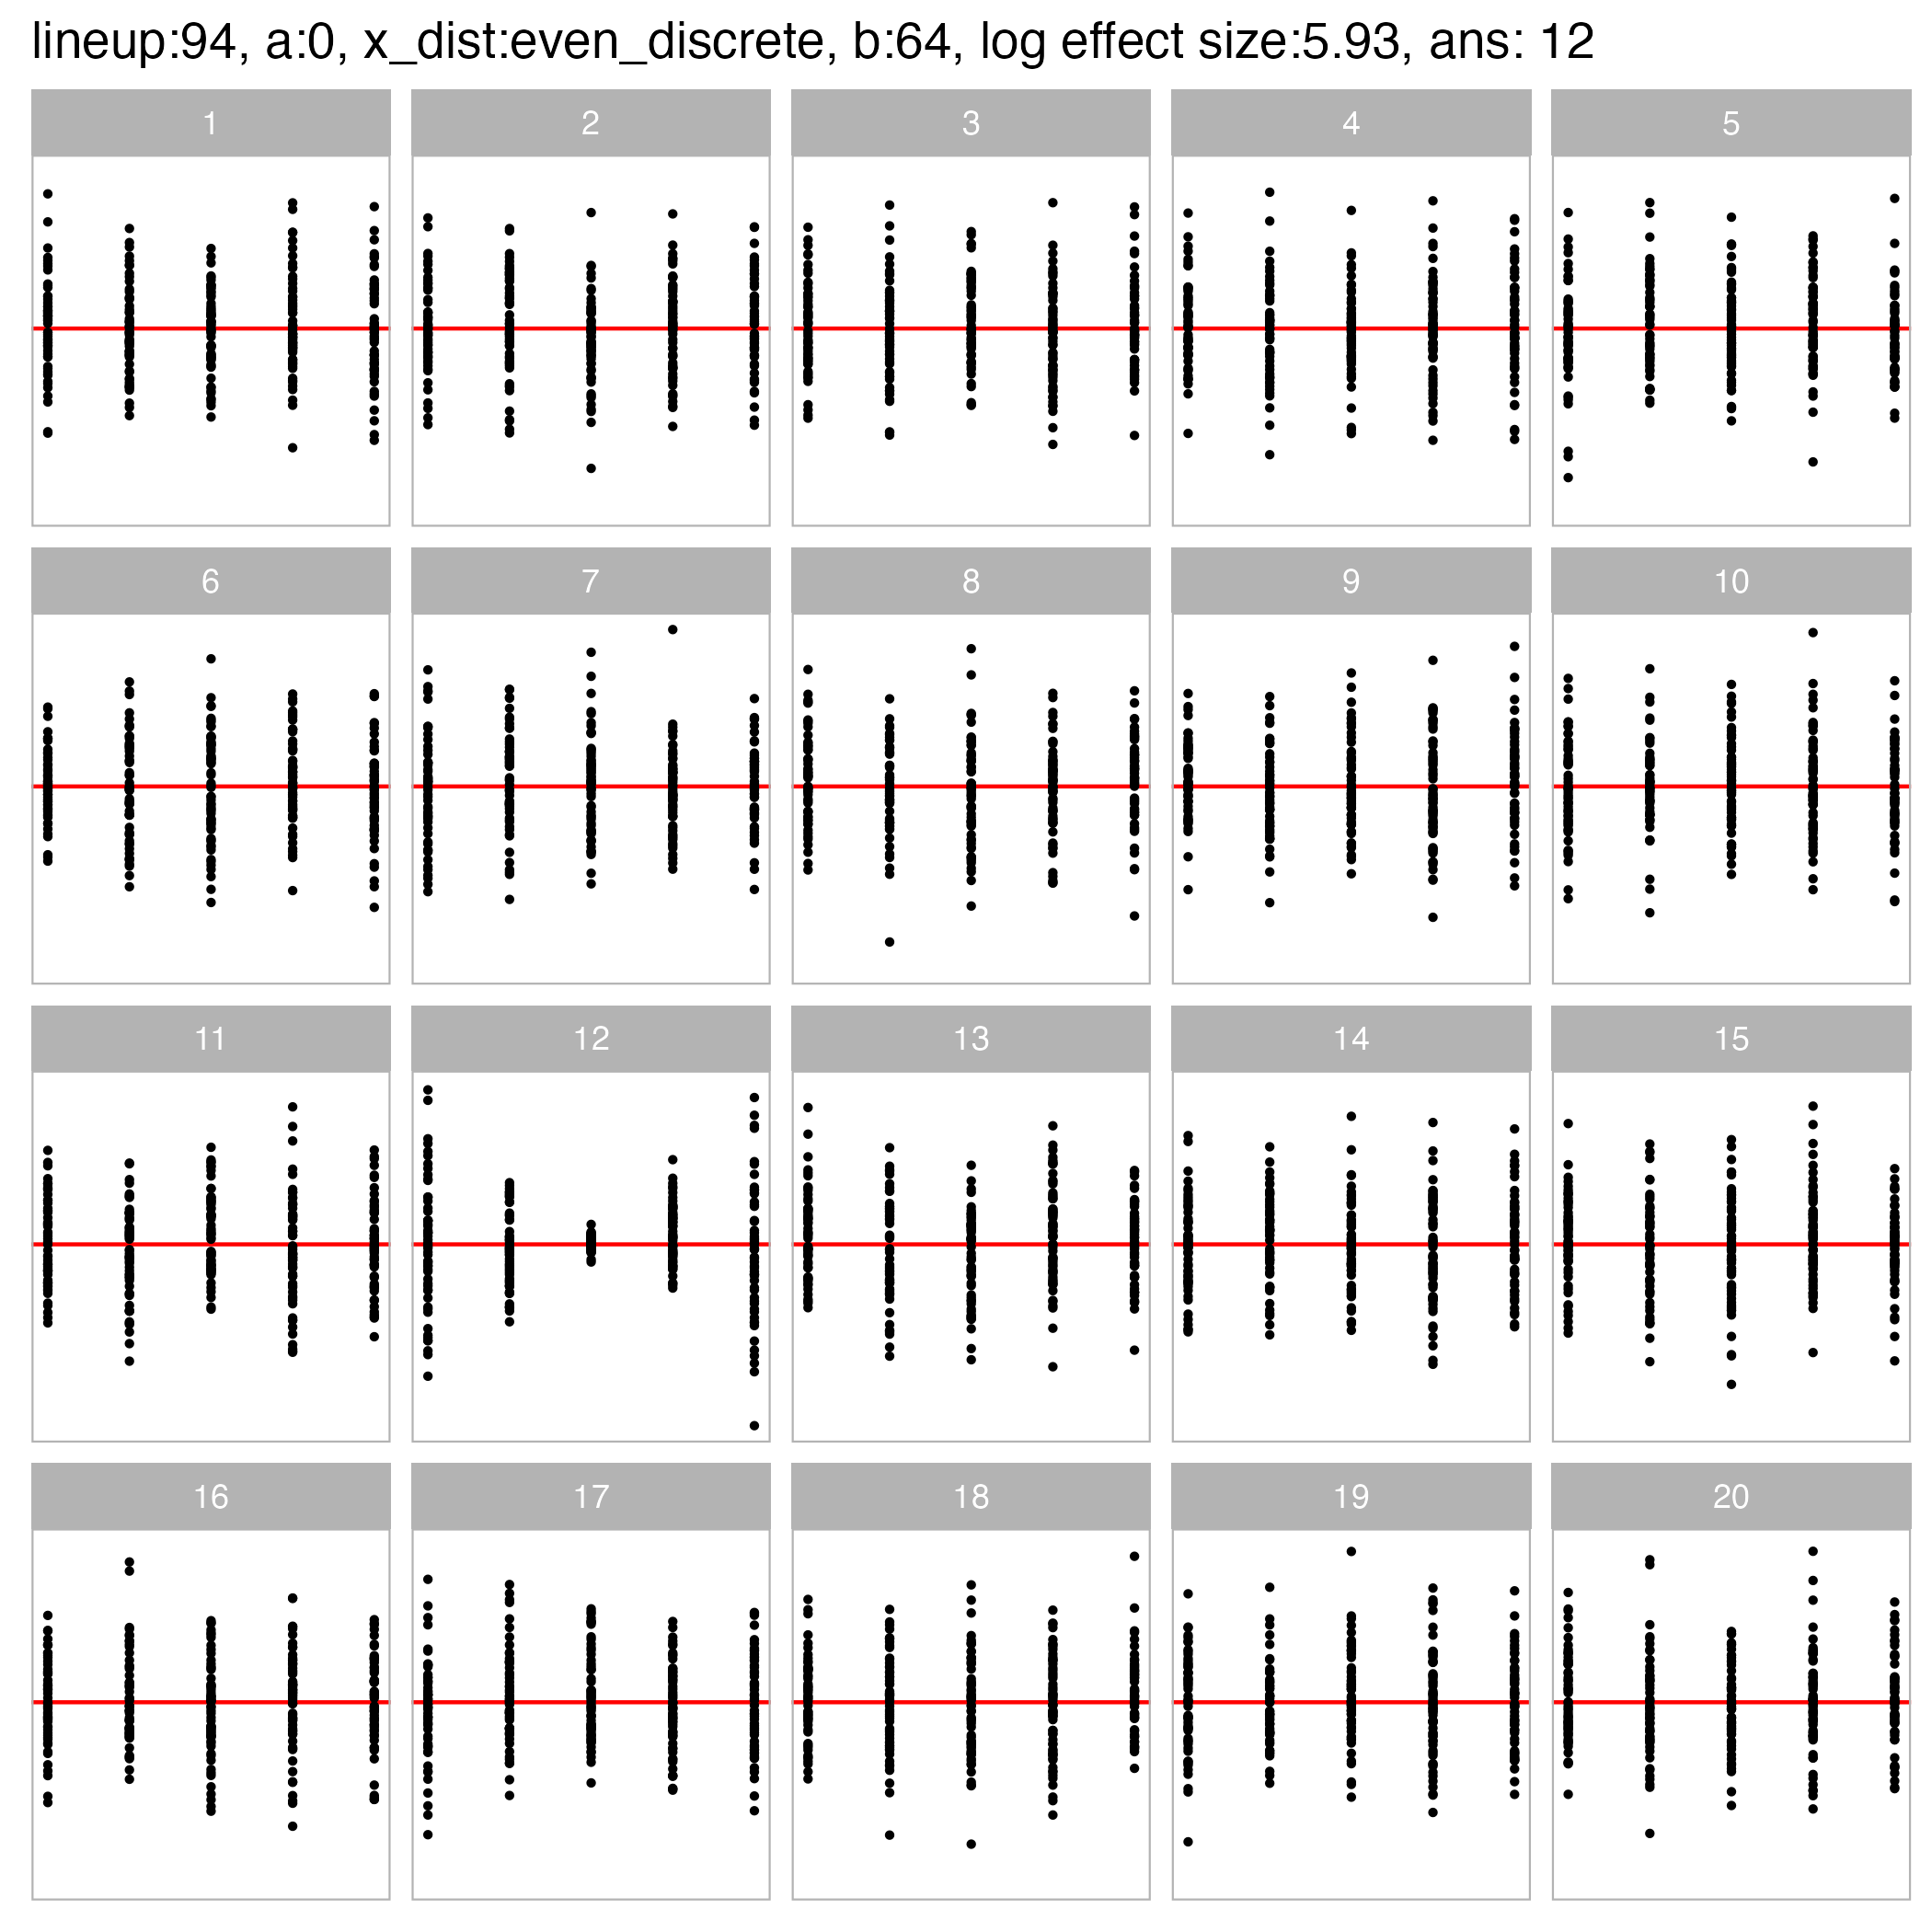 lineup:94, a:0, x_dist:even_discrete, b:64, log effect size:5.93, ans: 12
1 2 3 4 5
6 7 8 9 10
11 12 13 14 15
16 17 18 19 20